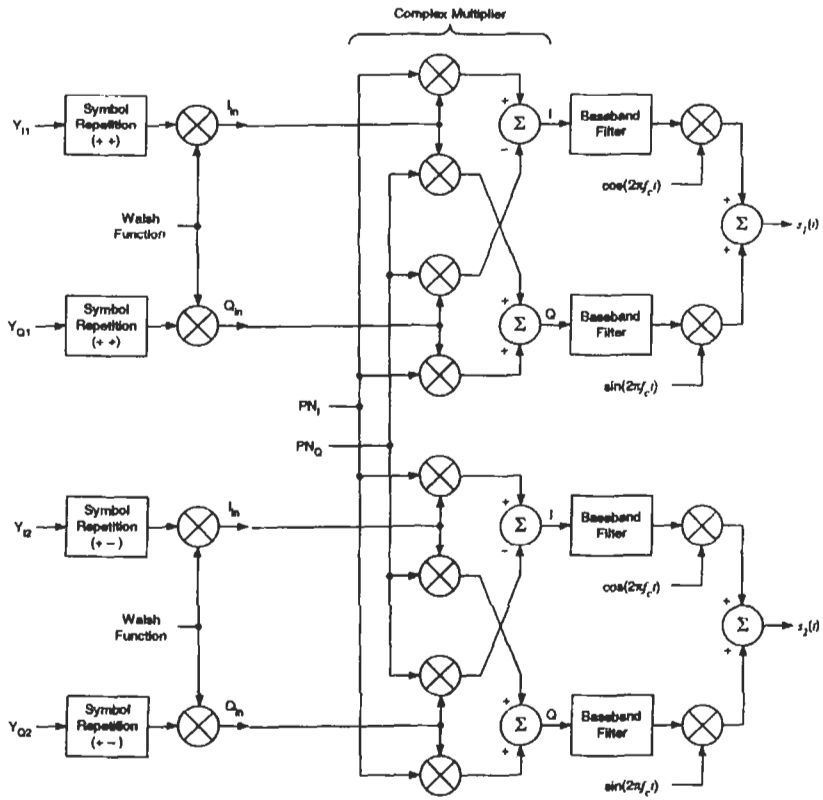 Complex Multiplier
Y_I1
Symbol
Repetition
(+ +)
I_in
+
Σ
I
-
Baseband
Filter
cos(2πf_c t)
Walsh
Function
+
Σ
s_1(t)
+
Y_Q1
Symbol
Repetition
(+ +)
Q_in
+
Σ
Q
+
Baseband
Filter
sin(2πf_c t)
PN_I
PN_Q
Y_I2
Symbol
Repetition
(+ -)
I_in
+
Σ
I
-
Baseband
Filter
cos(2πf_c t)
Walsh
Function
+
Σ
s_2(t)
+
Y_Q2
Symbol
Repetition
(+ -)
Q_in
+
Σ
Q
+
Baseband
Filter
sin(2πf_c t)